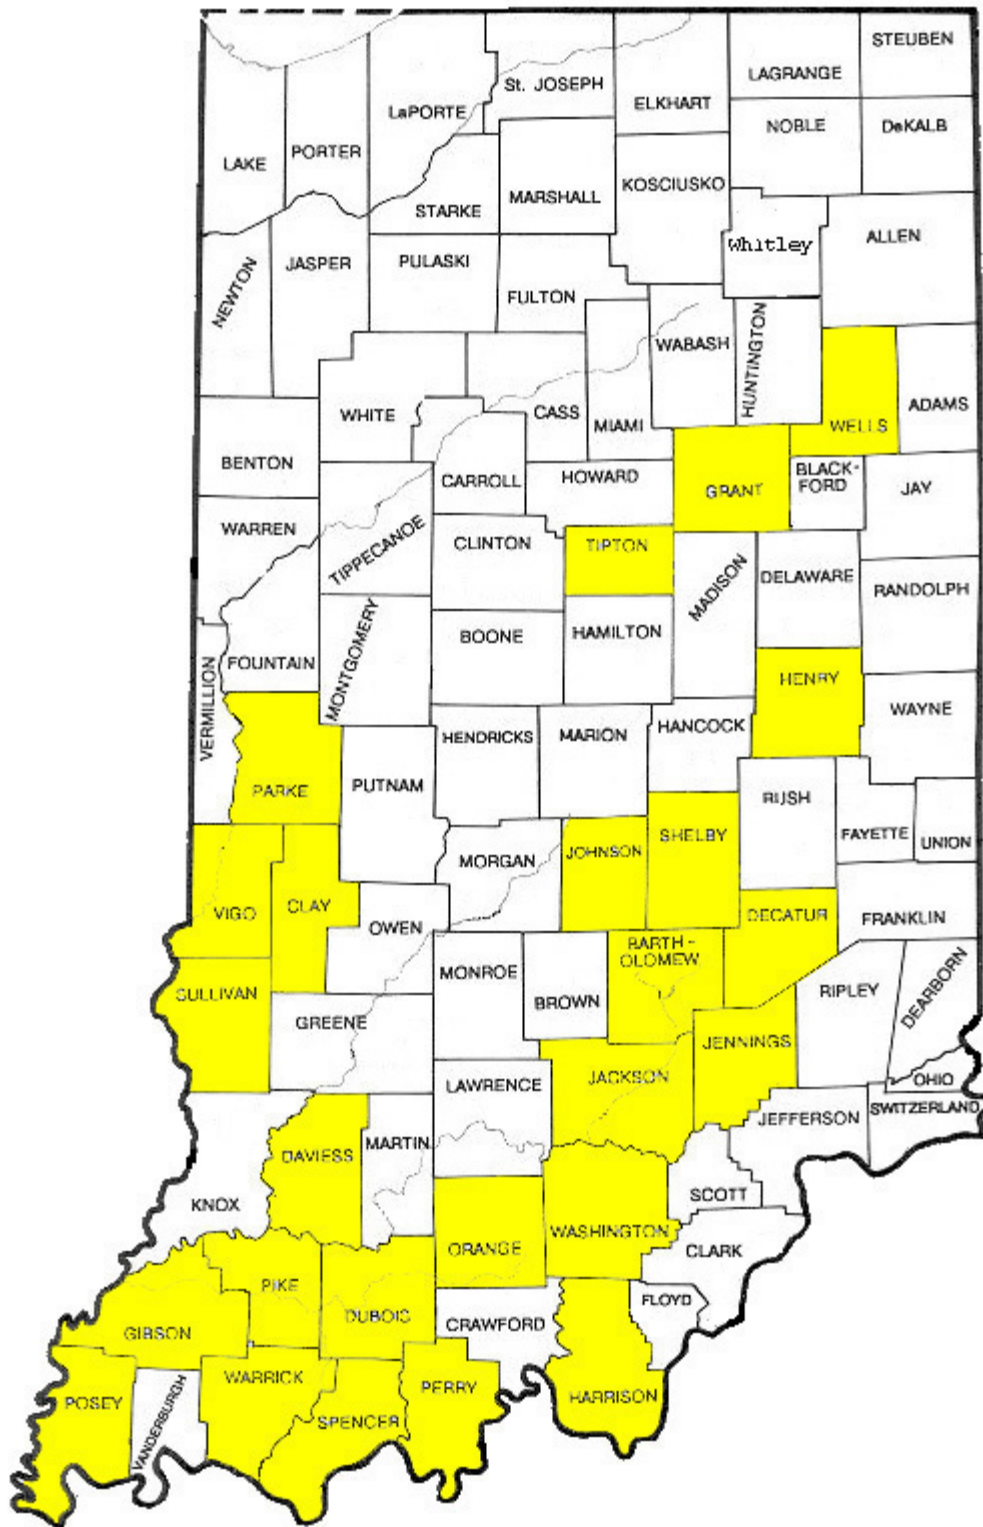 STEUBEN
LAGRANGE
St. JOSEPH
ELKHART
LaPORTE
NOBLE
DeKALB
PORTER
LAKE
KOSCIUSKO
MARSHALL
STARKE
ALLEN
Whitley
PULASKI
JASPER
NEWTON
FULTON
WABASH
HUNTINGTON
ADAMS
WHITE
CASS
MIAMI
WELLS
BENTON
CARROLL
HOWARD
GRANT
BLACK-
FORD
JAY
WARREN
TIPPECANOE
CLINTON
TIPTON
MADISON
DELAWARE
RANDOLPH
BOONE
HAMILTON
MONTGOMERY
FOUNTAIN
VERMILLION
HENRY
WAYNE
HENDRICKS
MARION
HANCOCK
PARKE
PUTNAM
RUSH
FAYETTE
UNION
SHELBY
JOHNSON
MORGAN
VIGO
CLAY
OWEN
DECATUR
FRANKLIN
BARTH-
OLOMEW
MONROE
BROWN
RIPLEY
DEARBORN
SULLIVAN
GREENE
JENNINGS
LAWRENCE
JACKSON
OHIO
SWITZERLAND
JEFFERSON
DAVIESS
MARTIN
KNOX
SCOTT
WASHINGTON
ORANGE
CLARK
PIKE
DUBOIS
FLOYD
CRAWFORD
GIBSON
WARRICK
PERRY
HARRISON
POSEY
VANDERBURGH
SPENCER